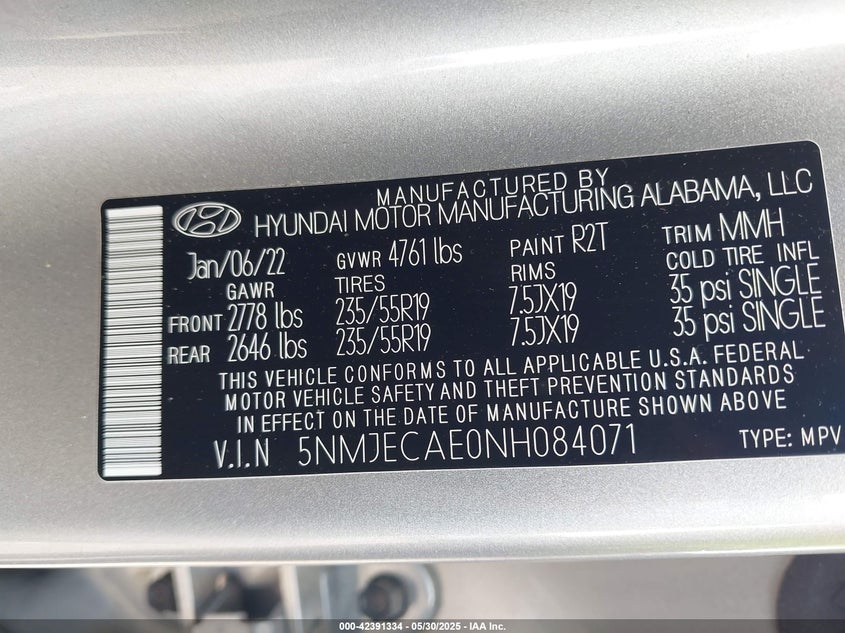 MANUFACTURED BY
HYUNDAI MOTOR MANUFACTURING ALABAMA, LLC
Jan/06/22 GVWR 4761 lbs PAINT R2T TRIM MMH
GAWR TIRES RIMS COLD TIRE INFL
FRONT 2778 lbs 235/55R19 7.5JX19 35 psi SINGLE
REAR 2646 lbs 235/55R19 7.5JX19 35 psi SINGLE
THIS VEHICLE CONFORMS TO ALL APPLICABLE U.S.A. FEDERAL
MOTOR VEHICLE SAFETY AND THEFT PREVENTION STANDARDS
IN EFFECT ON THE DATE OF MANUFACTURE SHOWN ABOVE
V.I.N 5NMJECAE0NH084071 TYPE: MPV
000-42391334 — 05/30/2025 — IAA Inc.